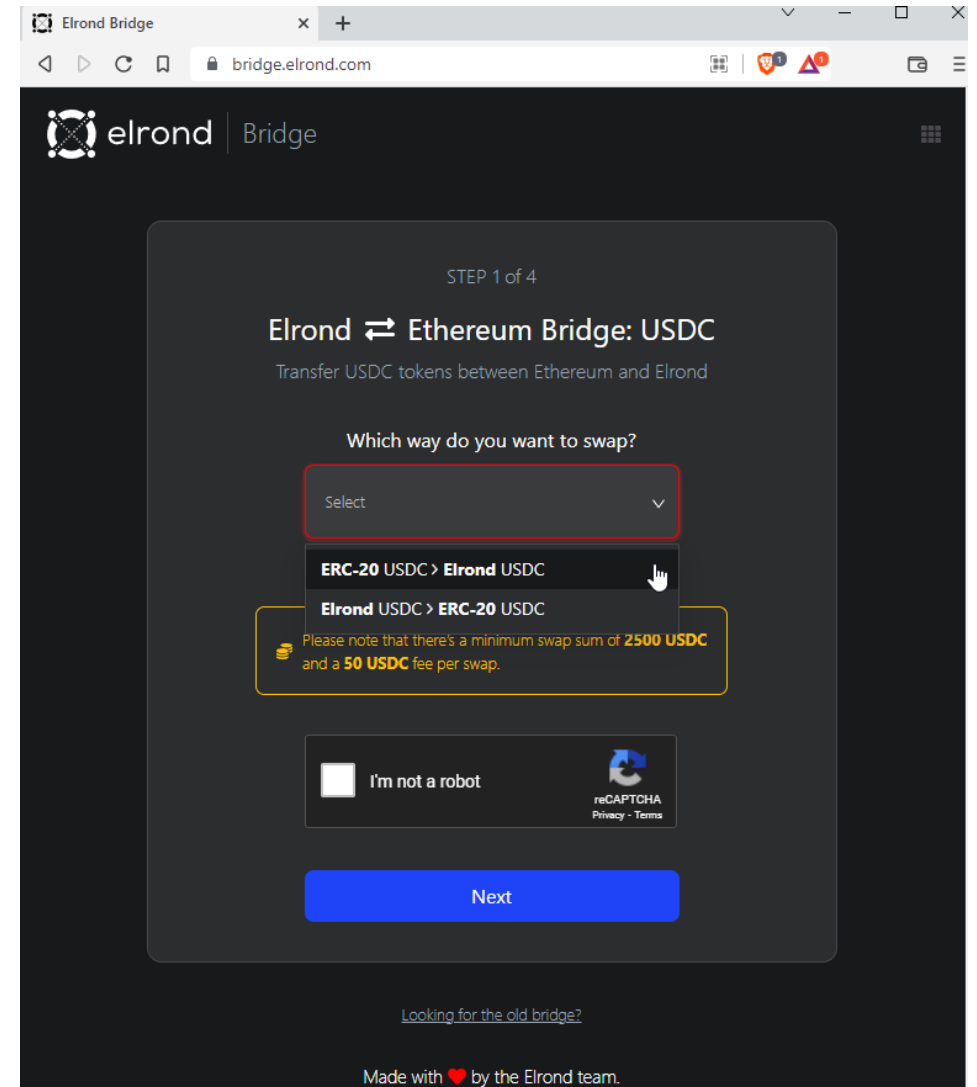 Elrond Bridge
bridge.elrond.com
1
1
elrond | Bridge
STEP 1 of 4
Elrond ⇄ Ethereum Bridge: USDC
Transfer USDC tokens between Ethereum and Elrond
Which way do you want to swap?
Select
ERC-20 USDC > Elrond USDC
Elrond USDC > ERC-20 USDC
Please note that there's a minimum swap sum of 2500 USDC
and a 50 USDC fee per swap.
I'm not a robot
reCAPTCHA
Privacy - Terms
Next
Looking for the old bridge?
Made with ❤ by the Elrond team.